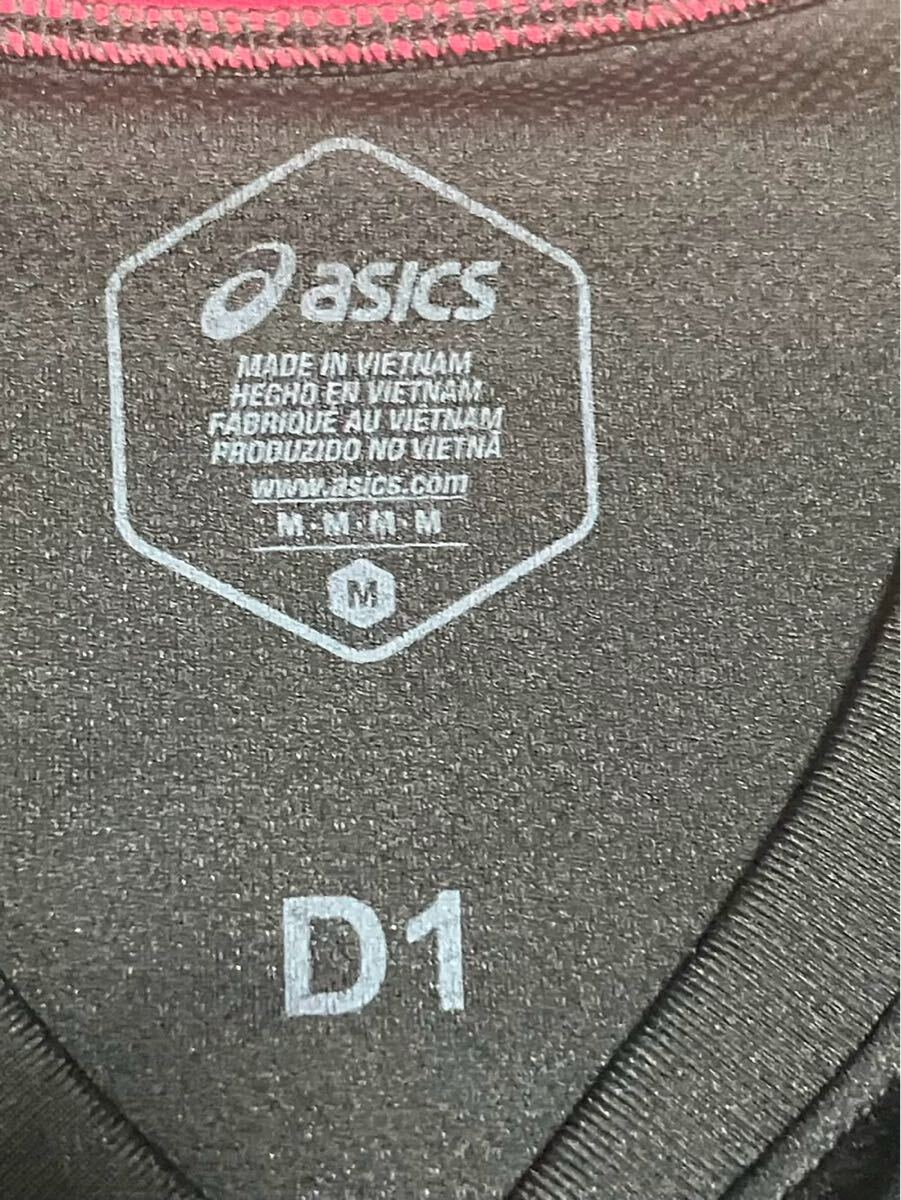 asics
MADE IN VIETNAM
HECHO EN VIETNAM
FABRIQUÉ AU VIETNAM
PRODUZIDO NO VIETNÃ
www.asics.com
M · M · M · M
M
D1